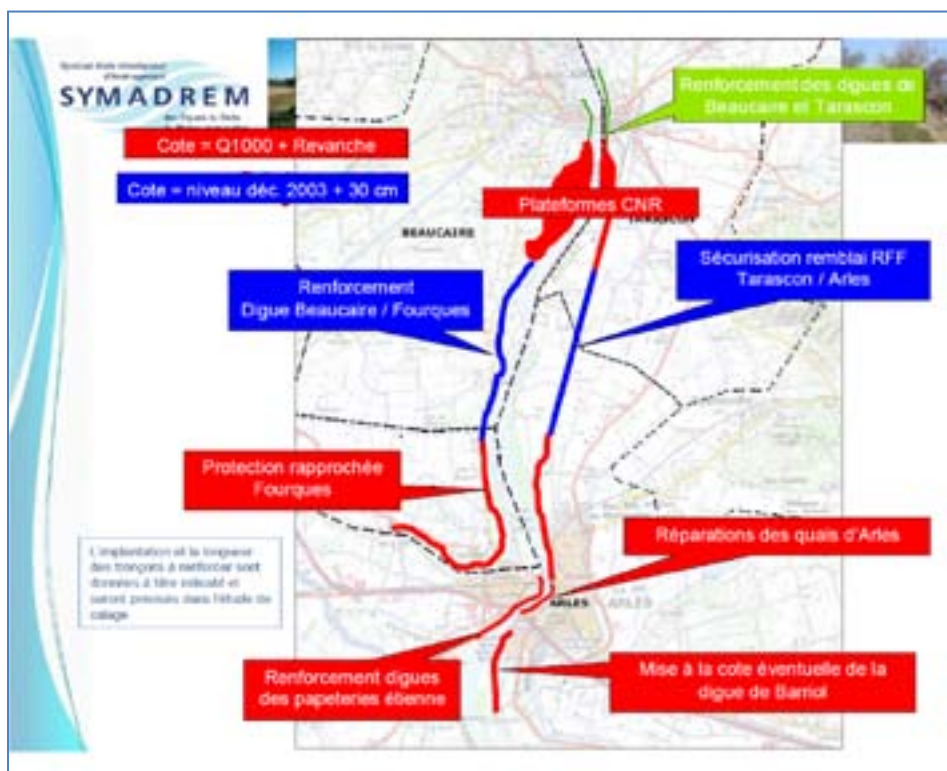 SYMADREM
Renforcement des digues de
Beaucaire et Tarascon
Cote = Q1000 + Revanche
Cote = niveau déc. 2003 + 30 cm
Plateformes CNR
BEAUCAIRE
TARASCON
Sécurisation remblai RFF
Tarascon / Arles
Renforcement
Digue Beaucaire / Fourques
Protection rapprochée
Fourques
Réparations des quais d'Arles
L'implantation et la longueur
des tronçons à renforcer sont
données à titre indicatif et
seront précisés dans l'étude de
calage
ARLES
ARLES
Renforcement digues
des papeteries étienne
Mise à la cote éventuelle de la
digue de Barriol